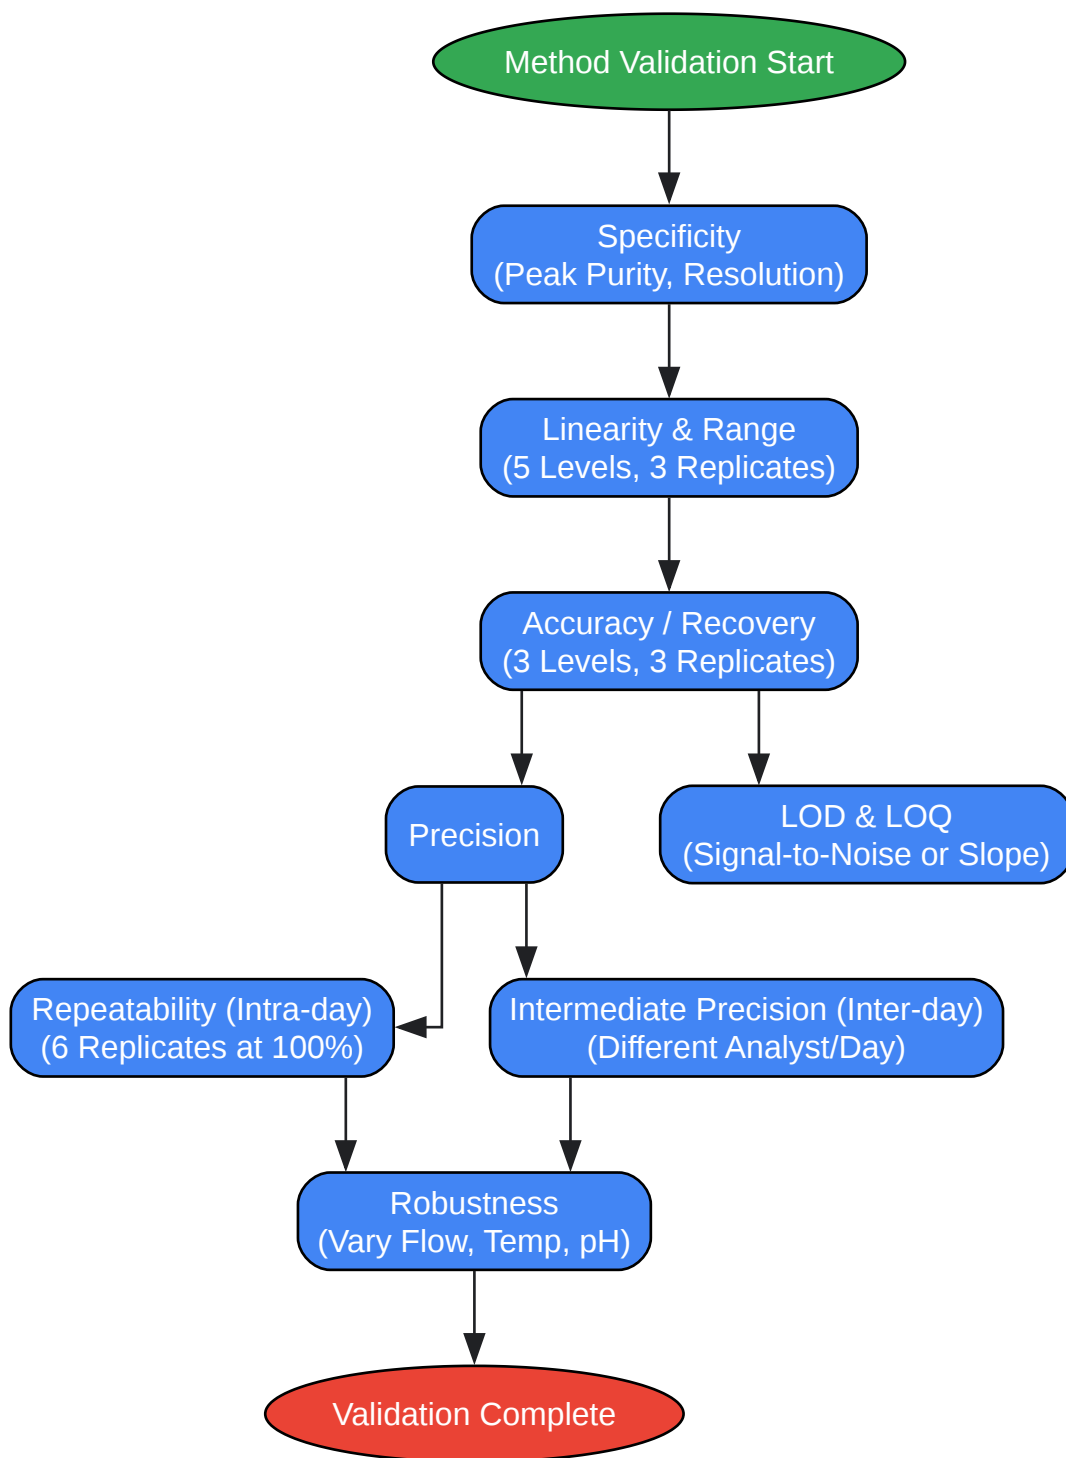 Method Validation Start
Specificity
(Peak Purity, Resolution)
Linearity & Range
(5 Levels, 3 Replicates)
Accuracy / Recovery
(3 Levels, 3 Replicates)
Precision
LOD & LOQ
(Signal-to-Noise or Slope)
Repeatability (Intra-day)
(6 Replicates at 100%)
Intermediate Precision (Inter-day)
(Different Analyst/Day)
Robustness
(Vary Flow, Temp, pH)
Validation Complete